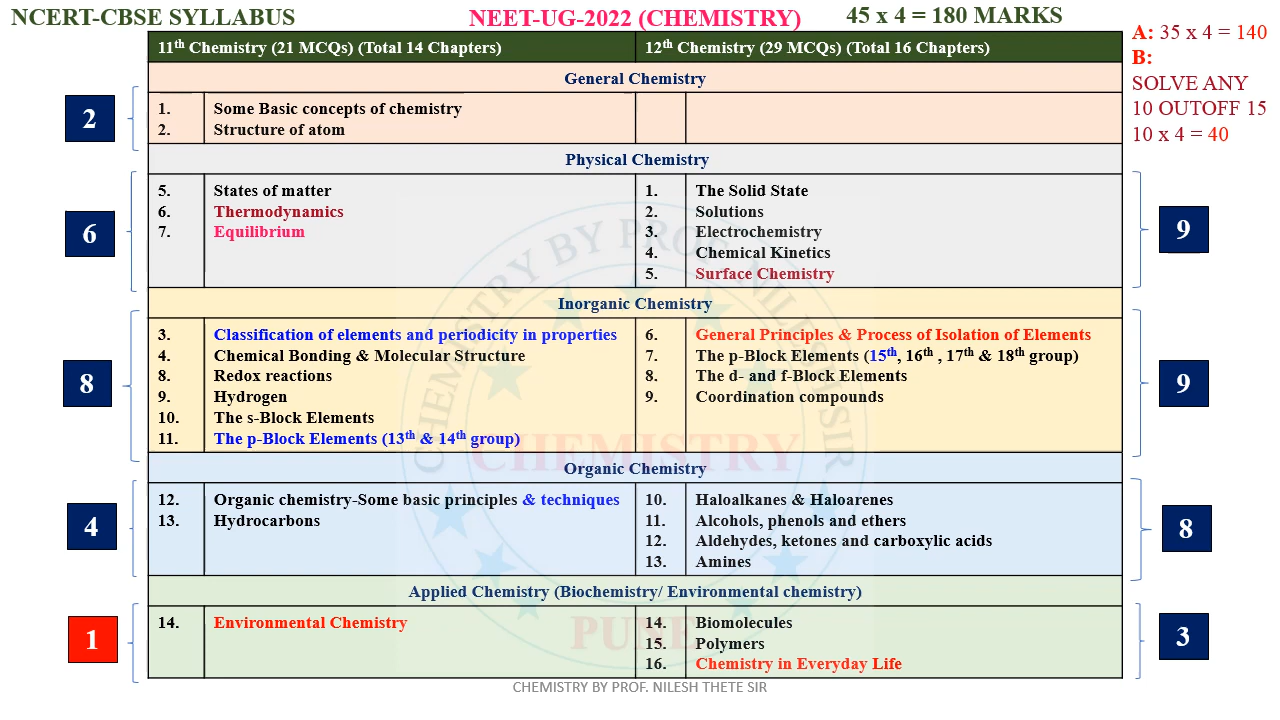 NCERT-CBSE SYLLABUS
NEET-UG-2022 (CHEMISTRY)
45 x 4 = 180 MARKS
A: 35 x 4 = 140
B:
SOLVE ANY
10 OUTOFF 15
10 x 4 = 40
11th Chemistry (21 MCQs) (Total 14 Chapters)
12th Chemistry (29 MCQs) (Total 16 Chapters)
General Chemistry
2
1. Some Basic concepts of chemistry
2. Structure of atom
Physical Chemistry
6
5. States of matter
6. Thermodynamics
7. Equilibrium
1. The Solid State
2. Solutions
3. Electrochemistry
4. Chemical Kinetics
5. Surface Chemistry
9
Inorganic Chemistry
8
3. Classification of elements and periodicity in properties
4. Chemical Bonding & Molecular Structure
8. Redox reactions
9. Hydrogen
10. The s-Block Elements
11. The p-Block Elements (13th & 14th group)
6. General Principles & Process of Isolation of Elements
7. The p-Block Elements (15th, 16th , 17th & 18th group)
8. The d- and f-Block Elements
9. Coordination compounds
9
Organic Chemistry
4
12. Organic chemistry-Some basic principles & techniques
13. Hydrocarbons
10. Haloalkanes & Haloarenes
11. Alcohols, phenols and ethers
12. Aldehydes, ketones and carboxylic acids
13. Amines
8
Applied Chemistry (Biochemistry/ Environmental chemistry)
1
14. Environmental Chemistry
14. Biomolecules
15. Polymers
16. Chemistry in Everyday Life
3
CHEMISTRY BY PROF. NILESH THETE SIR
CHEMISTRY BY PROF. NILESH SIR
CHEMISTRY
PUNE